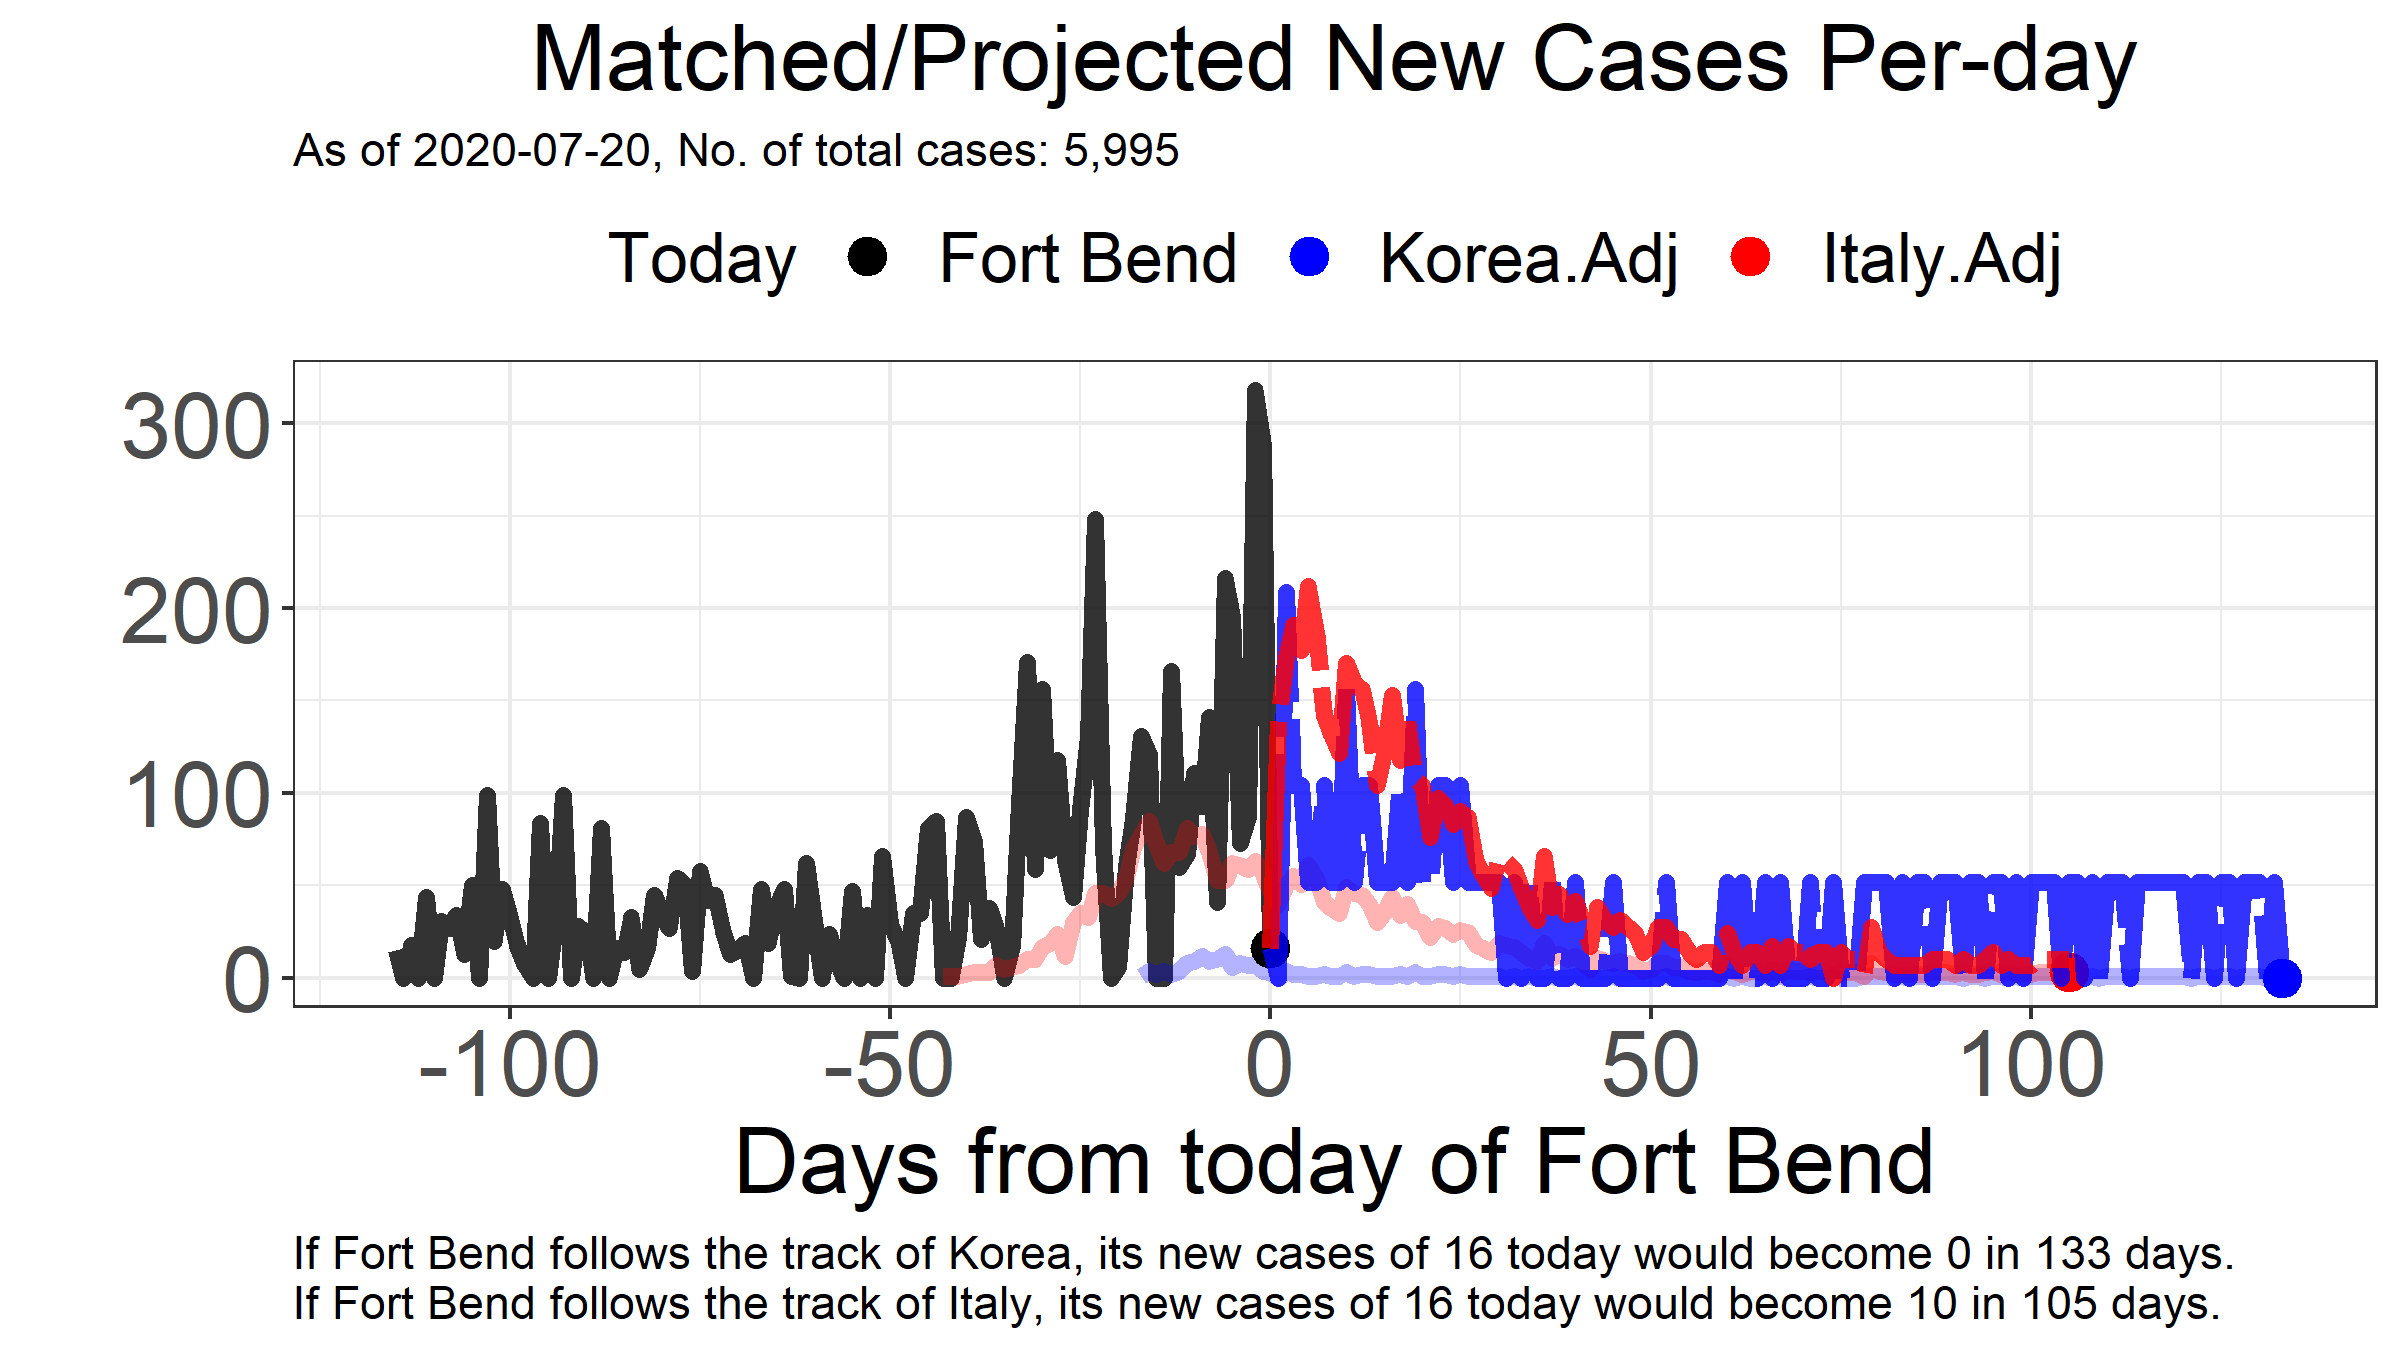 Matched/Projected New Cases Per-day
As of 2020-07-20, No. of total cases: 5,995
Today Fort Bend Korea.Adj Italy.Adj
300
200
100
0
-100 -50 0 50 100
Days from today of Fort Bend
If Fort Bend follows the track of Korea, its new cases of 16 today would become 0 in 133 days.
If Fort Bend follows the track of Italy, its new cases of 16 today would become 10 in 105 days.